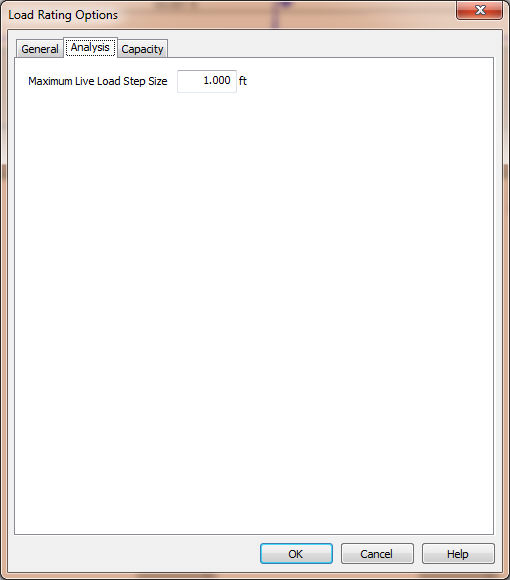 Load Rating Options
General Analysis Capacity
Maximum Live Load Step Size 1.000 ft
OK Cancel Help